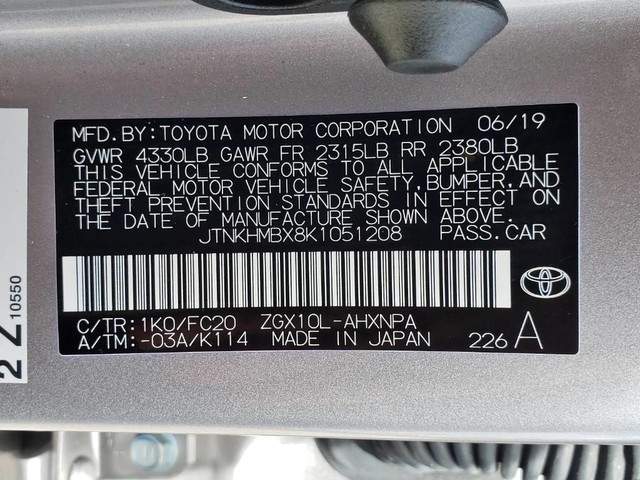 MFD.BY:TOYOTA MOTOR CORPORATION 06/19
GVWR 4330LB GAWR FR 2315LB RR 2380LB
THIS VEHICLE CONFORMS TO ALL APPLICABLE
FEDERAL MOTOR VEHICLE SAFETY,BUMPER,AND
THEFT PREVENTION STANDARDS IN EFFECT ON
THE DATE OF MANUFACTURE SHOWN ABOVE.
JTNKHMBX8K1051208 PASS.CAR
C/TR:1K0/FC20 ZGX10L-AHXNPA
A/TM:-03A/K114 MADE IN JAPAN 226 A
10550